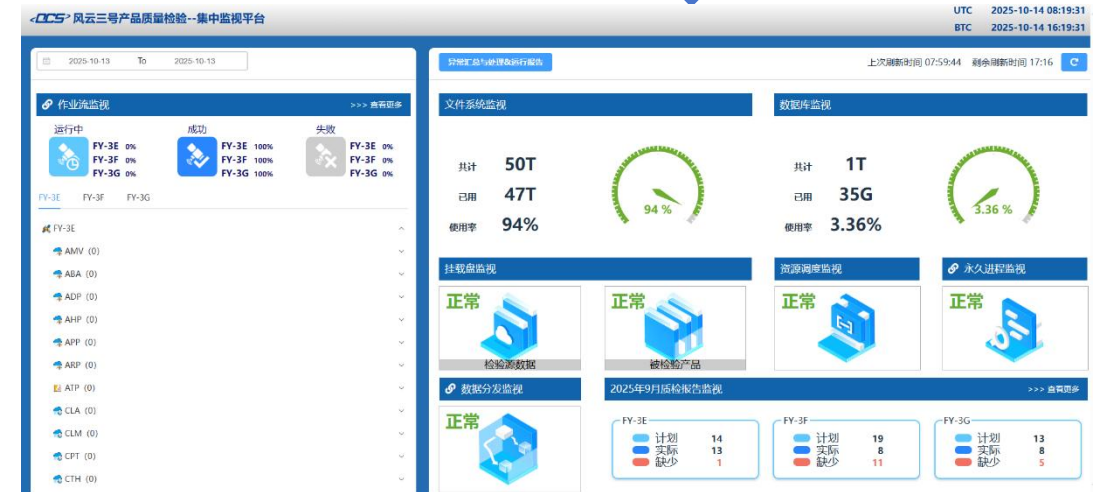 <QCS> 风云三号产品质量检验--集中监视平台
UTC 2025-10-14 08:19:31
BTC 2025-10-14 16:19:31
2025-10-13 To 2025-10-13
作业流监视 >>> 查看更多
运行中
FY-3E 0%
FY-3F 0%
FY-3G 0%
成功
FY-3E 100%
FY-3F 100%
FY-3G 100%
失败
FY-3E 0%
FY-3F 0%
FY-3G 0%
FY-3E FY-3F FY-3G
FY-3E
AMV (0)
ABA (0)
ADP (0)
AHP (0)
APP (0)
ARP (0)
ATP (0)
CLA (0)
CLM (0)
CPT (0)
CTH (0)
异常汇总与处理&运行报告
上次刷新时间 07:59:44 剩余刷新时间 17:16
文件系统监视
共计 50T
已用 47T
使用率 94%
94 %
数据库监视
共计 1T
已用 35G
使用率 3.36%
3.36 %
挂载盘监视
正常
检验源数据
正常
被检验产品
资源调度监视
正常
永久进程监视
正常
数据分发监视
正常
2025年9月质检报告监视 >>> 查看更多
FY-3E
计划 14
实际 13
缺少 1
FY-3F
计划 19
实际 8
缺少 11
FY-3G
计划 13
实际 8
缺少 5